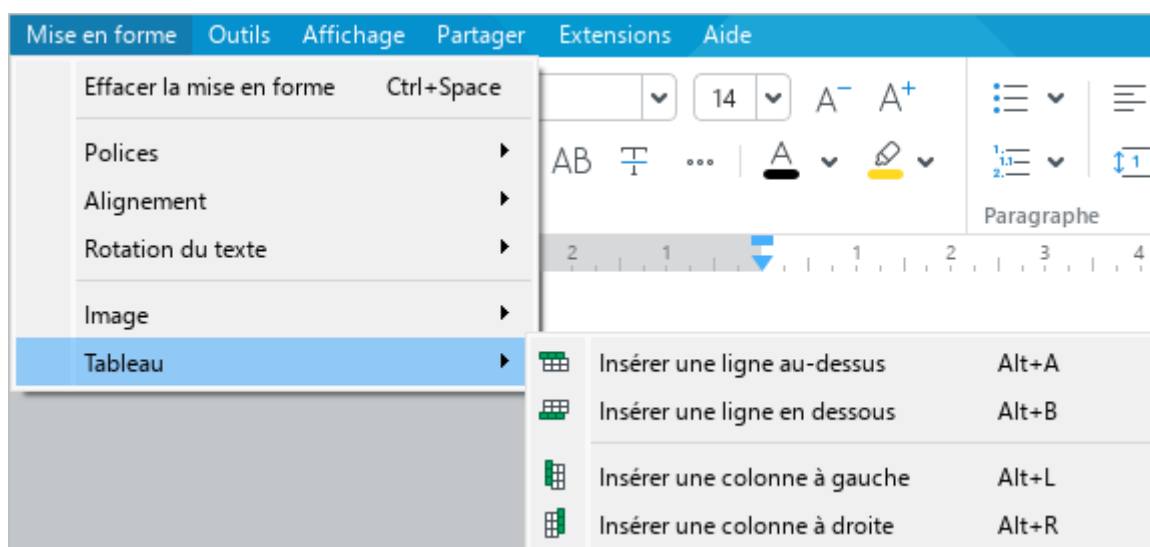 Mise en forme Outils Affichage Partager Extensions Aide
Effacer la mise en forme Ctrl+Space
14 A- A+
Polices
AB T A
Alignement
Paragraphe
Rotation du texte
2 1 1 2 3 4
Image
Tableau
Insérer une ligne au-dessus Alt+A
Insérer une ligne en dessous Alt+B
Insérer une colonne à gauche Alt+L
Insérer une colonne à droite Alt+R